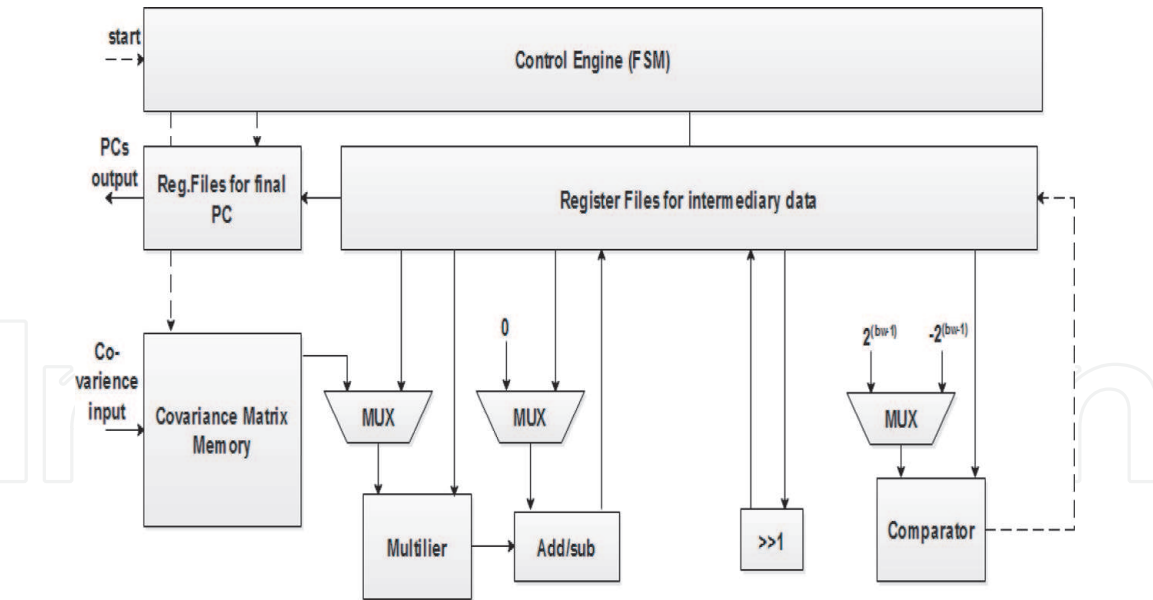 start
Control Engine (FSM)
PCs
output
Reg.Files for final
PC
Register Files for intermediary data
0
2^(bw-1)
-2^(bw-1)
Co-
varience
input
Covariance Matrix
Memory
MUX
MUX
MUX
Multilier
Add/sub
>>1
Comparator